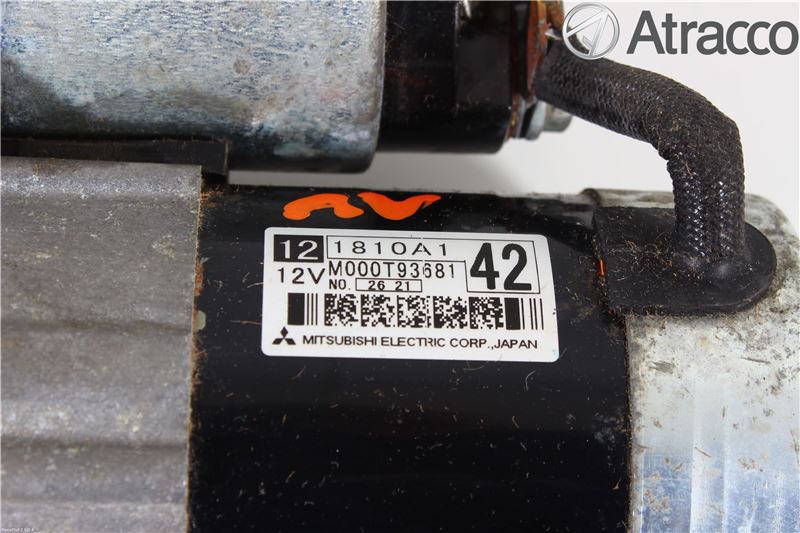 Atracco
AV
12 1810A1 42
12V M000T93681
NO. 26 21
MITSUBISHI ELECTRIC CORP.,JAPAN